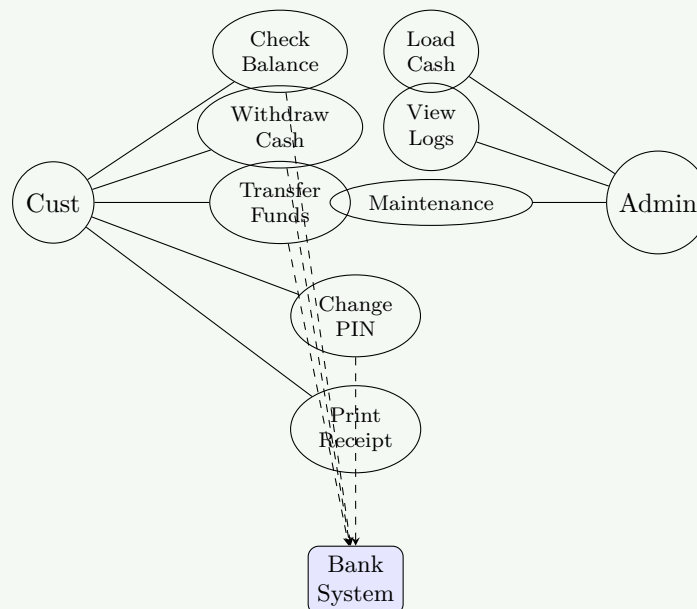 Check
Balance
Load
Cash
Withdraw
Cash
View
Logs
Cust
Transfer
Funds
Maintenance
Admin
Change
PIN
Print
Receipt
Bank
System